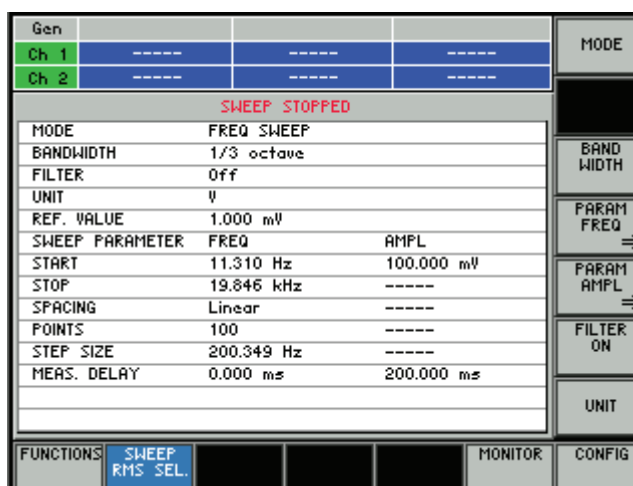 Gen
Ch 1 ----- ----- -----
Ch 2 ----- ----- -----
SWEEP STOPPED
MODE FREQ SWEEP
BANDWIDTH 1/3 octave
FILTER Off
UNIT V
REF. VALUE 1.000 mV
SWEEP PARAMETER FREQ AMPL
START 11.310 Hz 100.000 mV
STOP 19.846 kHz -----
SPACING Linear -----
POINTS 100 -----
STEP SIZE 200.349 Hz -----
MEAS. DELAY 0.000 ms 200.000 ms
MODE
BAND
WIDTH
PARAM
FREQ
⇒
PARAM
AMPL
⇒
FILTER
ON
UNIT
FUNCTIONS
SWEEP
RMS SEL.
MONITOR
CONFIG